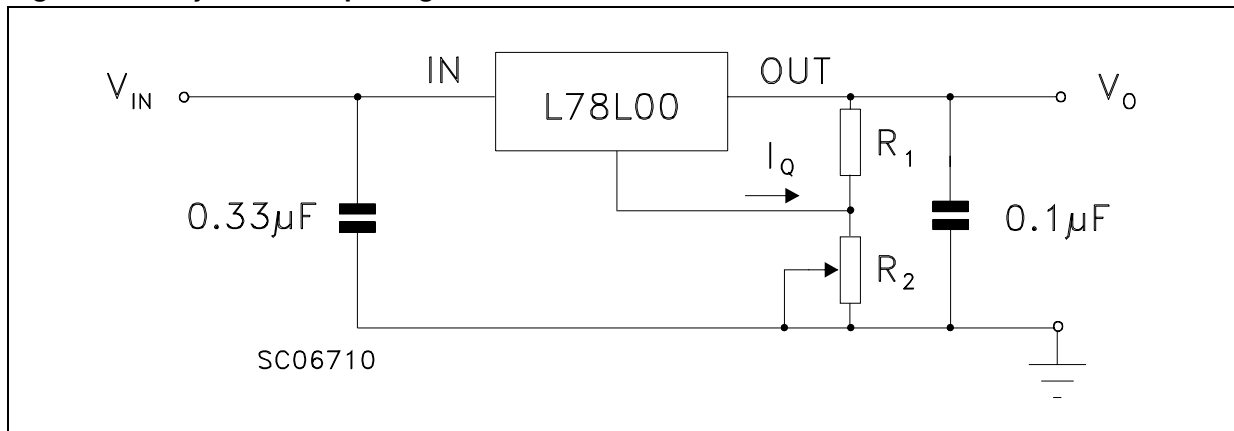 IN
OUT
V_IN
L78L00
V_O
R_1
I_Q
0.33µF
0.1µF
R_2
SC06710